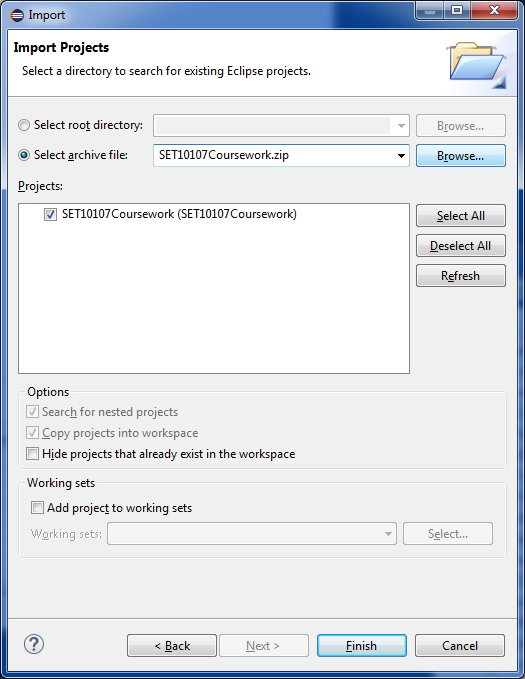 Import
Import Projects
Select a directory to search for existing Eclipse projects.
Select root directory:
Browse...
Select archive file:
SET10107Coursework.zip
Browse...
Projects:
SET10107Coursework (SET10107Coursework)
Select All
Deselect All
Refresh
Options
Search for nested projects
Copy projects into workspace
Hide projects that already exist in the workspace
Working sets
Add project to working sets
Working sets:
Select...
?
< Back
Next >
Finish
Cancel